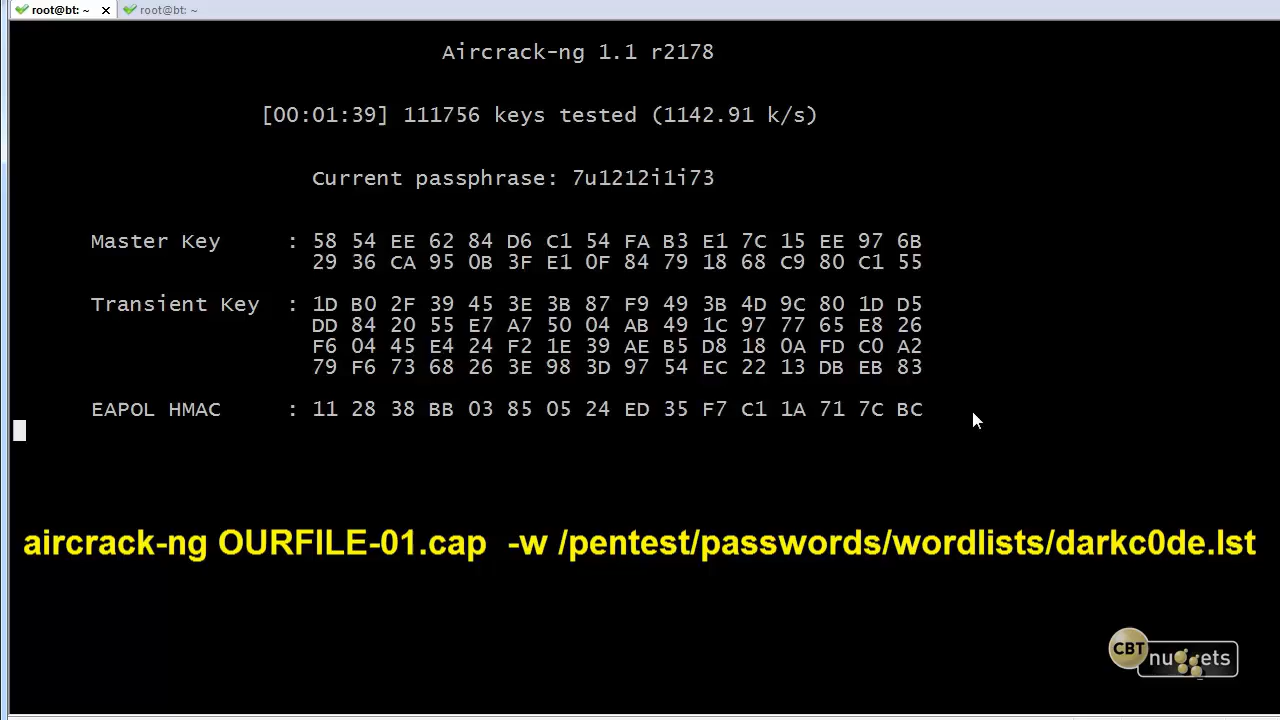 root@bt: ~ root@bt: ~
Aircrack-ng 1.1 r2178
[00:01:39] 111756 keys tested (1142.91 k/s)
Current passphrase: 7u1212i1i73
Master Key : 58 54 EE 62 84 D6 C1 54 FA B3 E1 7C 15 EE 97 6B
29 36 CA 95 0B 3F E1 0F 84 79 18 68 C9 80 C1 55
Transient Key : 1D B0 2F 39 45 3E 3B 87 F9 49 3B 4D 9C 80 1D D5
DD 84 20 55 E7 A7 50 04 AB 49 1C 97 77 65 E8 26
F6 04 45 E4 24 F2 1E 39 AE B5 D8 18 0A FD C0 A2
79 F6 73 68 26 3E 98 3D 97 54 EC 22 13 DB EB 83
EAPOL HMAC : 11 28 38 BB 03 85 05 24 ED 35 F7 C1 1A 71 7C BC
aircrack-ng OURFILE-01.cap -w /pentest/passwords/wordlists/darkc0de.lst
CBT nuggets